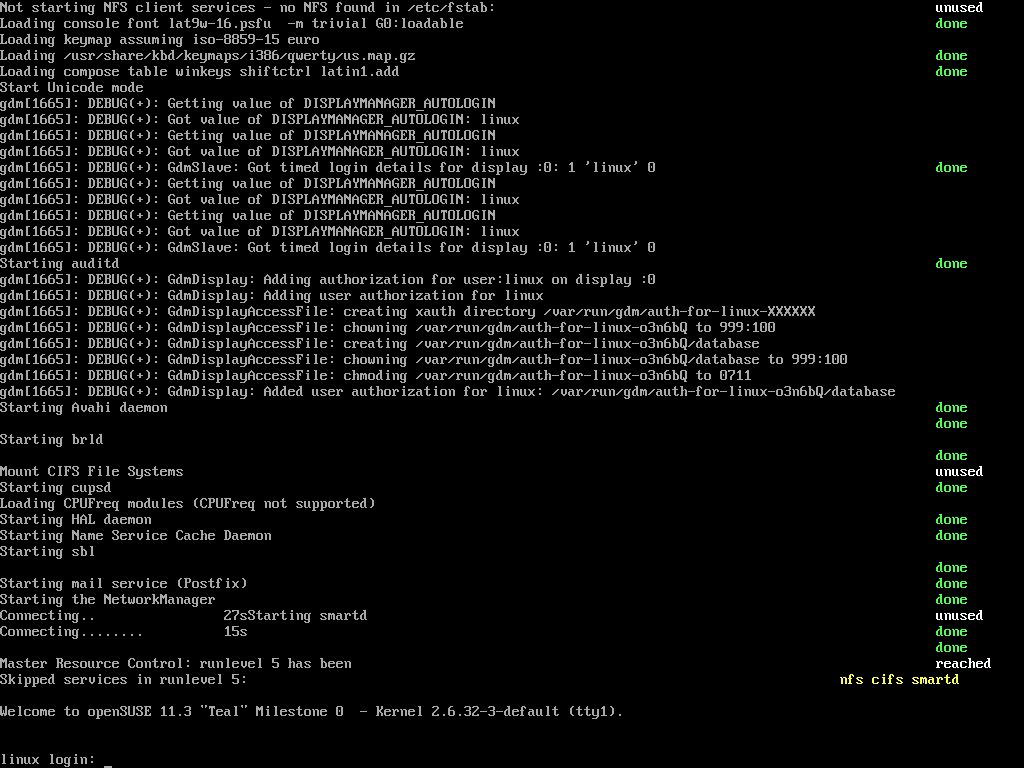 Not starting NFS client services - no NFS found in /etc/fstab: unused
Loading console font lat9w-16.psfu  -m trivial G0:loadable done
Loading keymap assuming iso-8859-15 euro
Loading /usr/share/kbd/keymaps/i386/qwerty/us.map.gz done
Loading compose table winkeys shiftctrl latin1.add done
Start Unicode mode
gdm[1665]: DEBUG(+): Getting value of DISPLAYMANAGER_AUTOLOGIN
gdm[1665]: DEBUG(+): Got value of DISPLAYMANAGER_AUTOLOGIN: linux
gdm[1665]: DEBUG(+): Getting value of DISPLAYMANAGER_AUTOLOGIN
gdm[1665]: DEBUG(+): Got value of DISPLAYMANAGER_AUTOLOGIN: linux
gdm[1665]: DEBUG(+): GdmSlave: Got timed login details for display :0: 1 'linux' 0 done
gdm[1665]: DEBUG(+): Getting value of DISPLAYMANAGER_AUTOLOGIN
gdm[1665]: DEBUG(+): Got value of DISPLAYMANAGER_AUTOLOGIN: linux
gdm[1665]: DEBUG(+): Getting value of DISPLAYMANAGER_AUTOLOGIN
gdm[1665]: DEBUG(+): Got value of DISPLAYMANAGER_AUTOLOGIN: linux
gdm[1665]: DEBUG(+): GdmSlave: Got timed login details for display :0: 1 'linux' 0
Starting auditd done
gdm[1665]: DEBUG(+): GdmDisplay: Adding authorization for user:linux on display :0
gdm[1665]: DEBUG(+): GdmDisplay: Adding user authorization for linux
gdm[1665]: DEBUG(+): GdmDisplayAccessFile: creating xauth directory /var/run/gdm/auth-for-linux-XXXXXX
gdm[1665]: DEBUG(+): GdmDisplayAccessFile: chowning /var/run/gdm/auth-for-linux-o3n6bQ to 999:100
gdm[1665]: DEBUG(+): GdmDisplayAccessFile: creating /var/run/gdm/auth-for-linux-o3n6bQ/database
gdm[1665]: DEBUG(+): GdmDisplayAccessFile: chowning /var/run/gdm/auth-for-linux-o3n6bQ/database to 999:100
gdm[1665]: DEBUG(+): GdmDisplayAccessFile: chmoding /var/run/gdm/auth-for-linux-o3n6bQ to 0711
gdm[1665]: DEBUG(+): GdmDisplay: Added user authorization for linux: /var/run/gdm/auth-for-linux-o3n6bQ/database
Starting Avahi daemon done
done
Starting brld
done
Mount CIFS File Systems unused
Starting cupsd done
Loading CPUFreq modules (CPUFreq not supported)
Starting HAL daemon done
Starting Name Service Cache Daemon done
Starting sbl
done
Starting mail service (Postfix) done
Starting the NetworkManager done
Connecting.. 27sStarting smartd unused
Connecting........ 15s done
done
Master Resource Control: runlevel 5 has been reached
Skipped services in runlevel 5: nfs cifs smartd
Welcome to openSUSE 11.3 "Teal" Milestone 0  - Kernel 2.6.32-3-default (tty1).
linux login: _